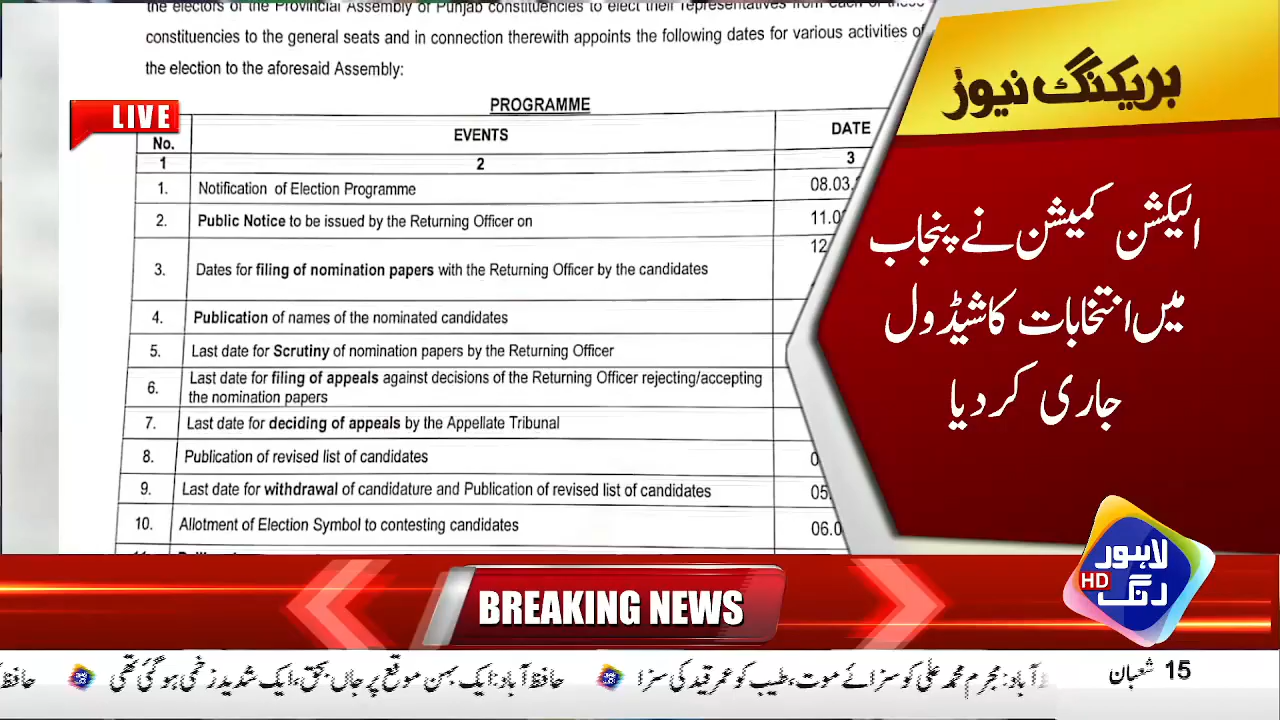 the electors of the Provincial Assembly of Punjab constituencies to elect their representatives from each of these
constituencies to the general seats and in connection therewith appoints the following dates for various activities of
the election to the aforesaid Assembly:
PROGRAMME
LIVE
No. EVENTS DATE
1 2 3
1. Notification of Election Programme 08.03.
2. Public Notice to be issued by the Returning Officer on 11.0
12
3. Dates for filing of nomination papers with the Returning Officer by the candidates
4. Publication of names of the nominated candidates
5. Last date for Scrutiny of nomination papers by the Returning Officer
6. Last date for filing of appeals against decisions of the Returning Officer rejecting/accepting
the nomination papers
7. Last date for deciding of appeals by the Appellate Tribunal
8. Publication of revised list of candidates 0
9. Last date for withdrawal of candidature and Publication of revised list of candidates 05.
10. Allotment of Election Symbol to contesting candidates 06.0
بریکنگ نیوز
الیکشن کمیشن نے پنجاب
میں انتخابات کا شیڈول
جاری کر دیا
لاہور
HD رنگ
BREAKING NEWS
15 شعبان
آباد: مجرم محمد علی کو سزائے موت، طیب کو عمر قید کی سزا حافظ آباد: ایک بہن موقع پر جاں بحق، ایک شدید زخمی ہو گئی تھی حافظ